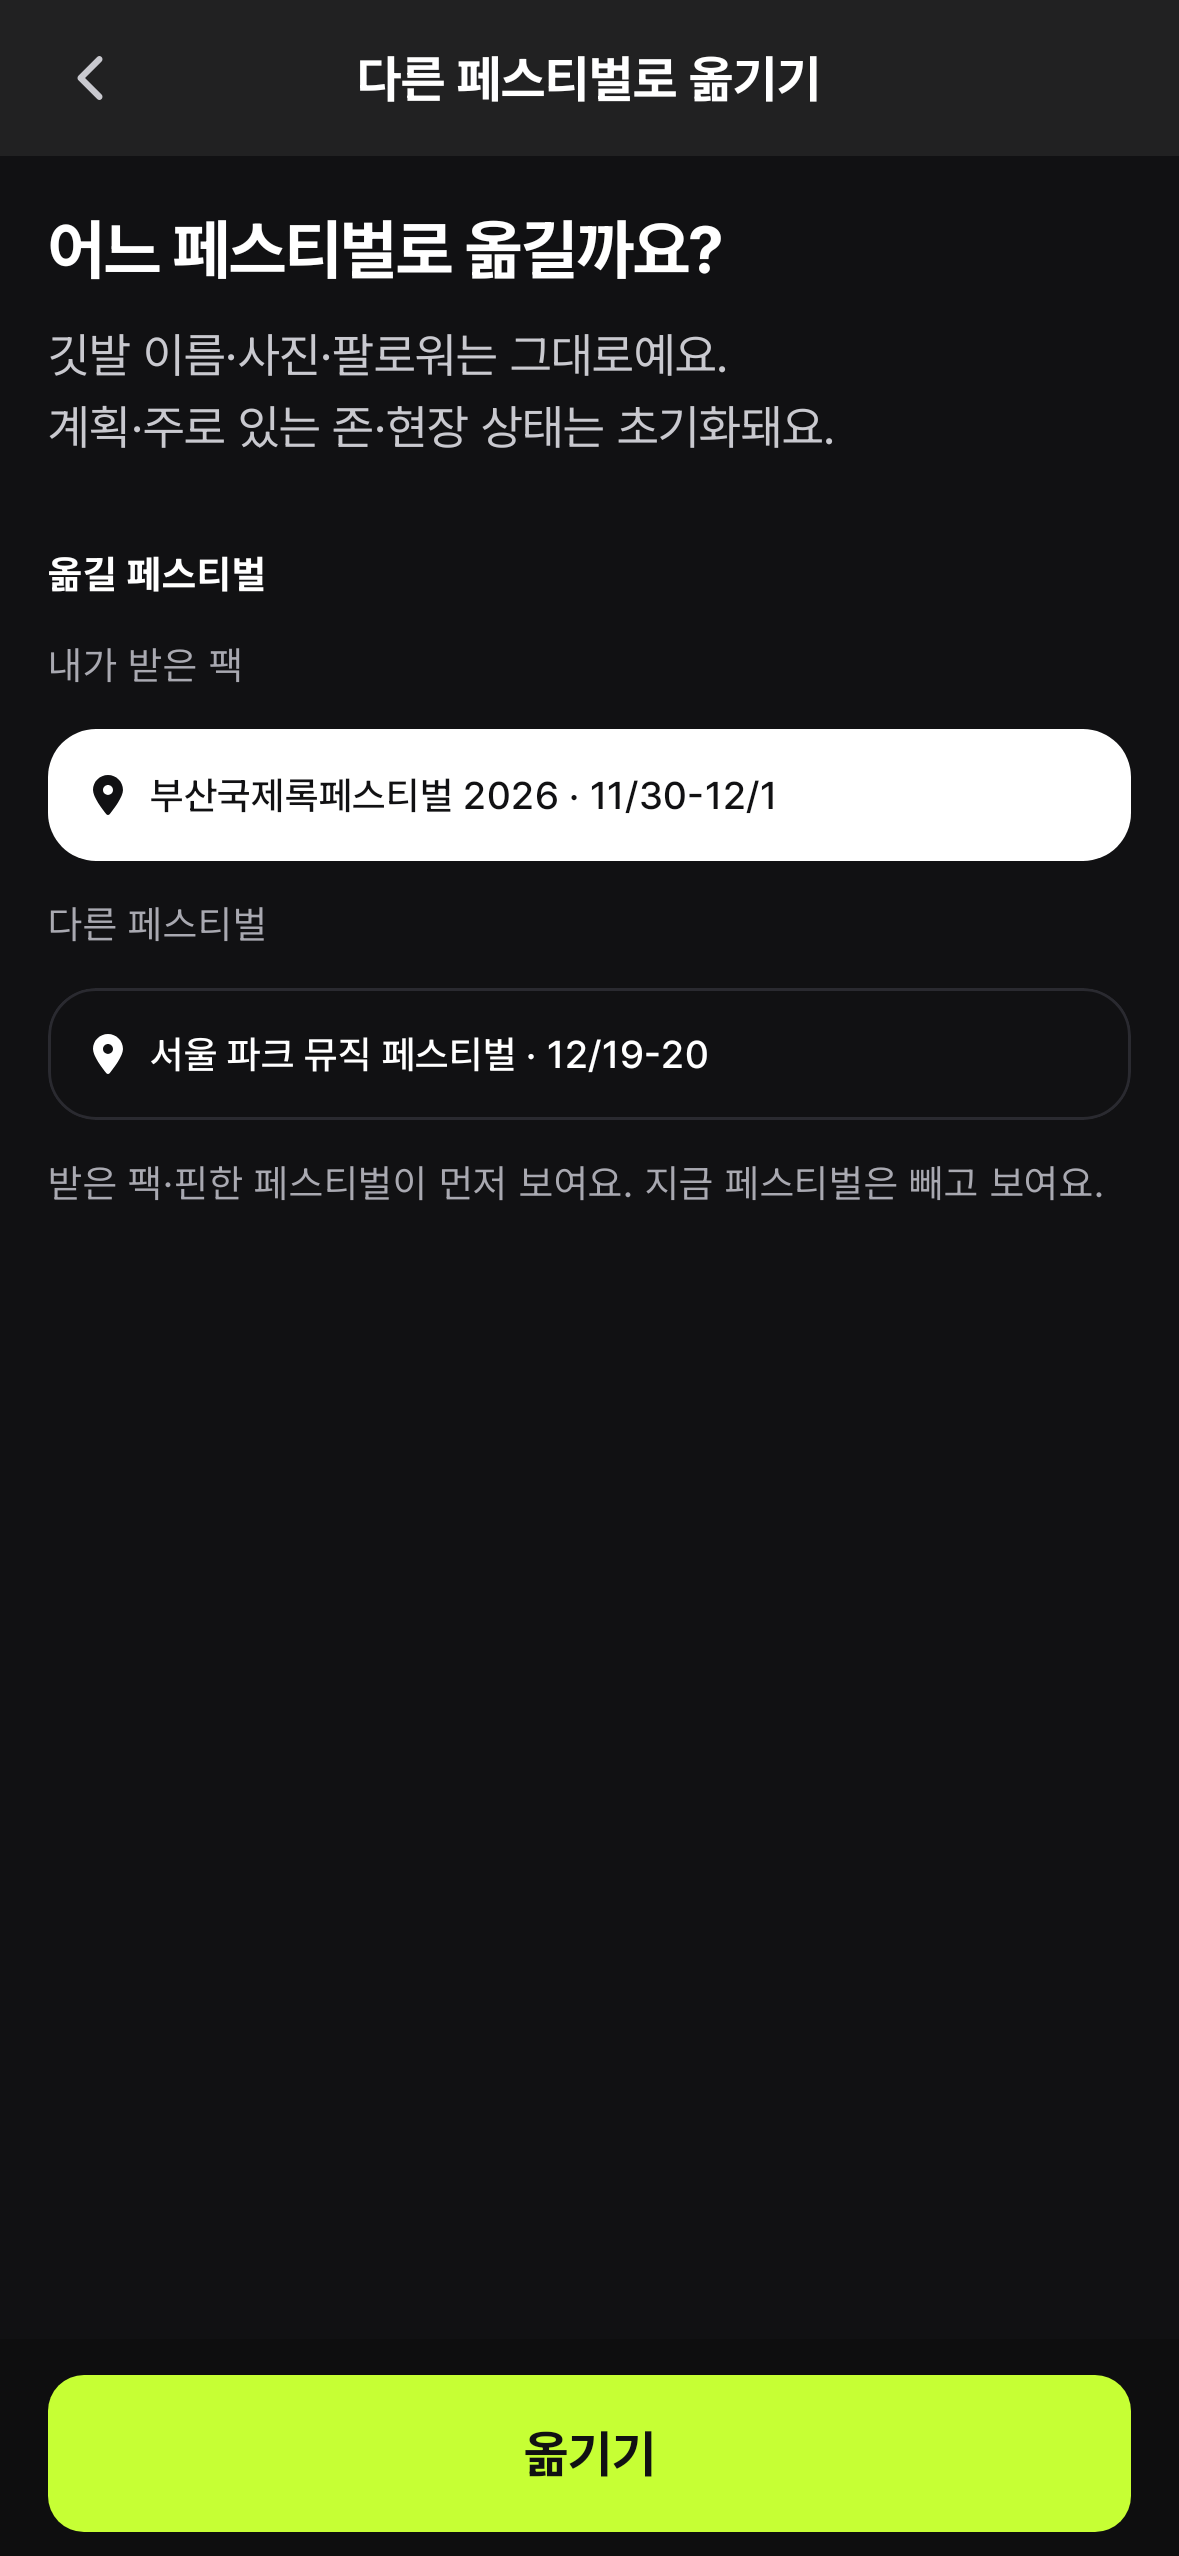 다른 페스티벌로 옮기기
어느 페스티벌로 옮길까요?
깃발 이름·사진·팔로워는 그대로예요.
계획·주로 있는 존·현장 상태는 초기화돼요.
옮길 페스티벌
내가 받은 팩
부산국제록페스티벌 2026 · 11/30-12/1
다른 페스티벌
서울 파크 뮤직 페스티벌 · 12/19-20
받은 팩·핀한 페스티벌이 먼저 보여요. 지금 페스티벌은 빼고 보여요.
옮기기